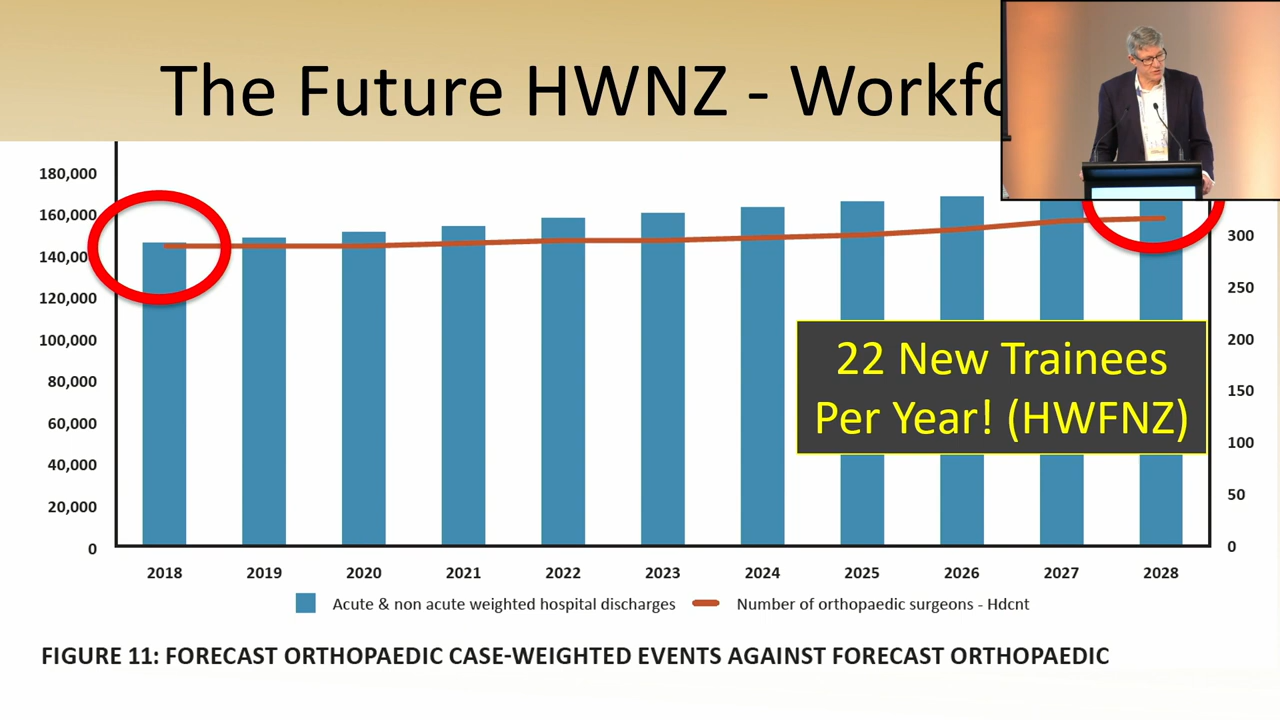 The Future HWNZ - Workfo
180,000
160,000
140,00
120,000
100,000
80,000
60,000
40,000
20,000
0
300
250
200
150
100
50
0
22 New Trainees
Per Year! (HWFNZ)
2018 2019 2020 2021 2022 2023 2024 2025 2026 2027 2028
Acute & non acute weighted hospital discharges Number of orthopaedic surgeons - Hdcnt
FIGURE 11: FORECAST ORTHOPAEDIC CASE-WEIGHTED EVENTS AGAINST FORECAST ORTHOPAEDIC